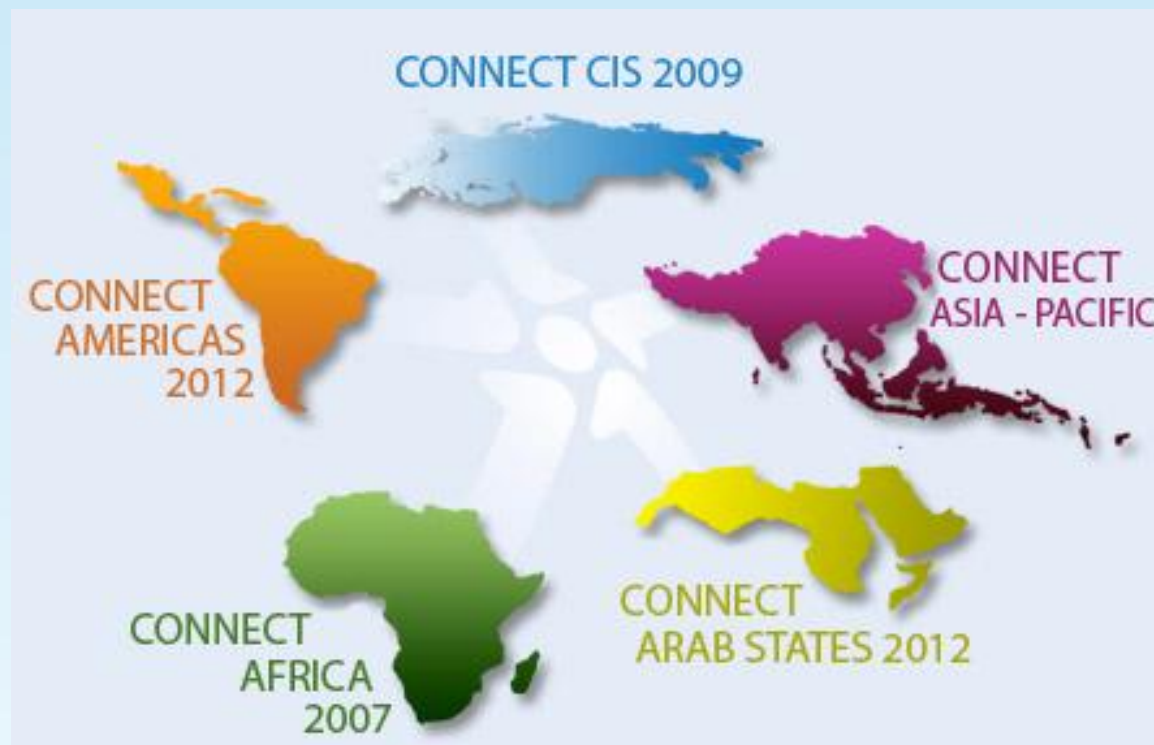 CONNECT CIS 2009
CONNECT
AMERICAS
2012
CONNECT
ASIA - PACIFIC
CONNECT
AFRICA
2007
CONNECT
ARAB STATES 2012